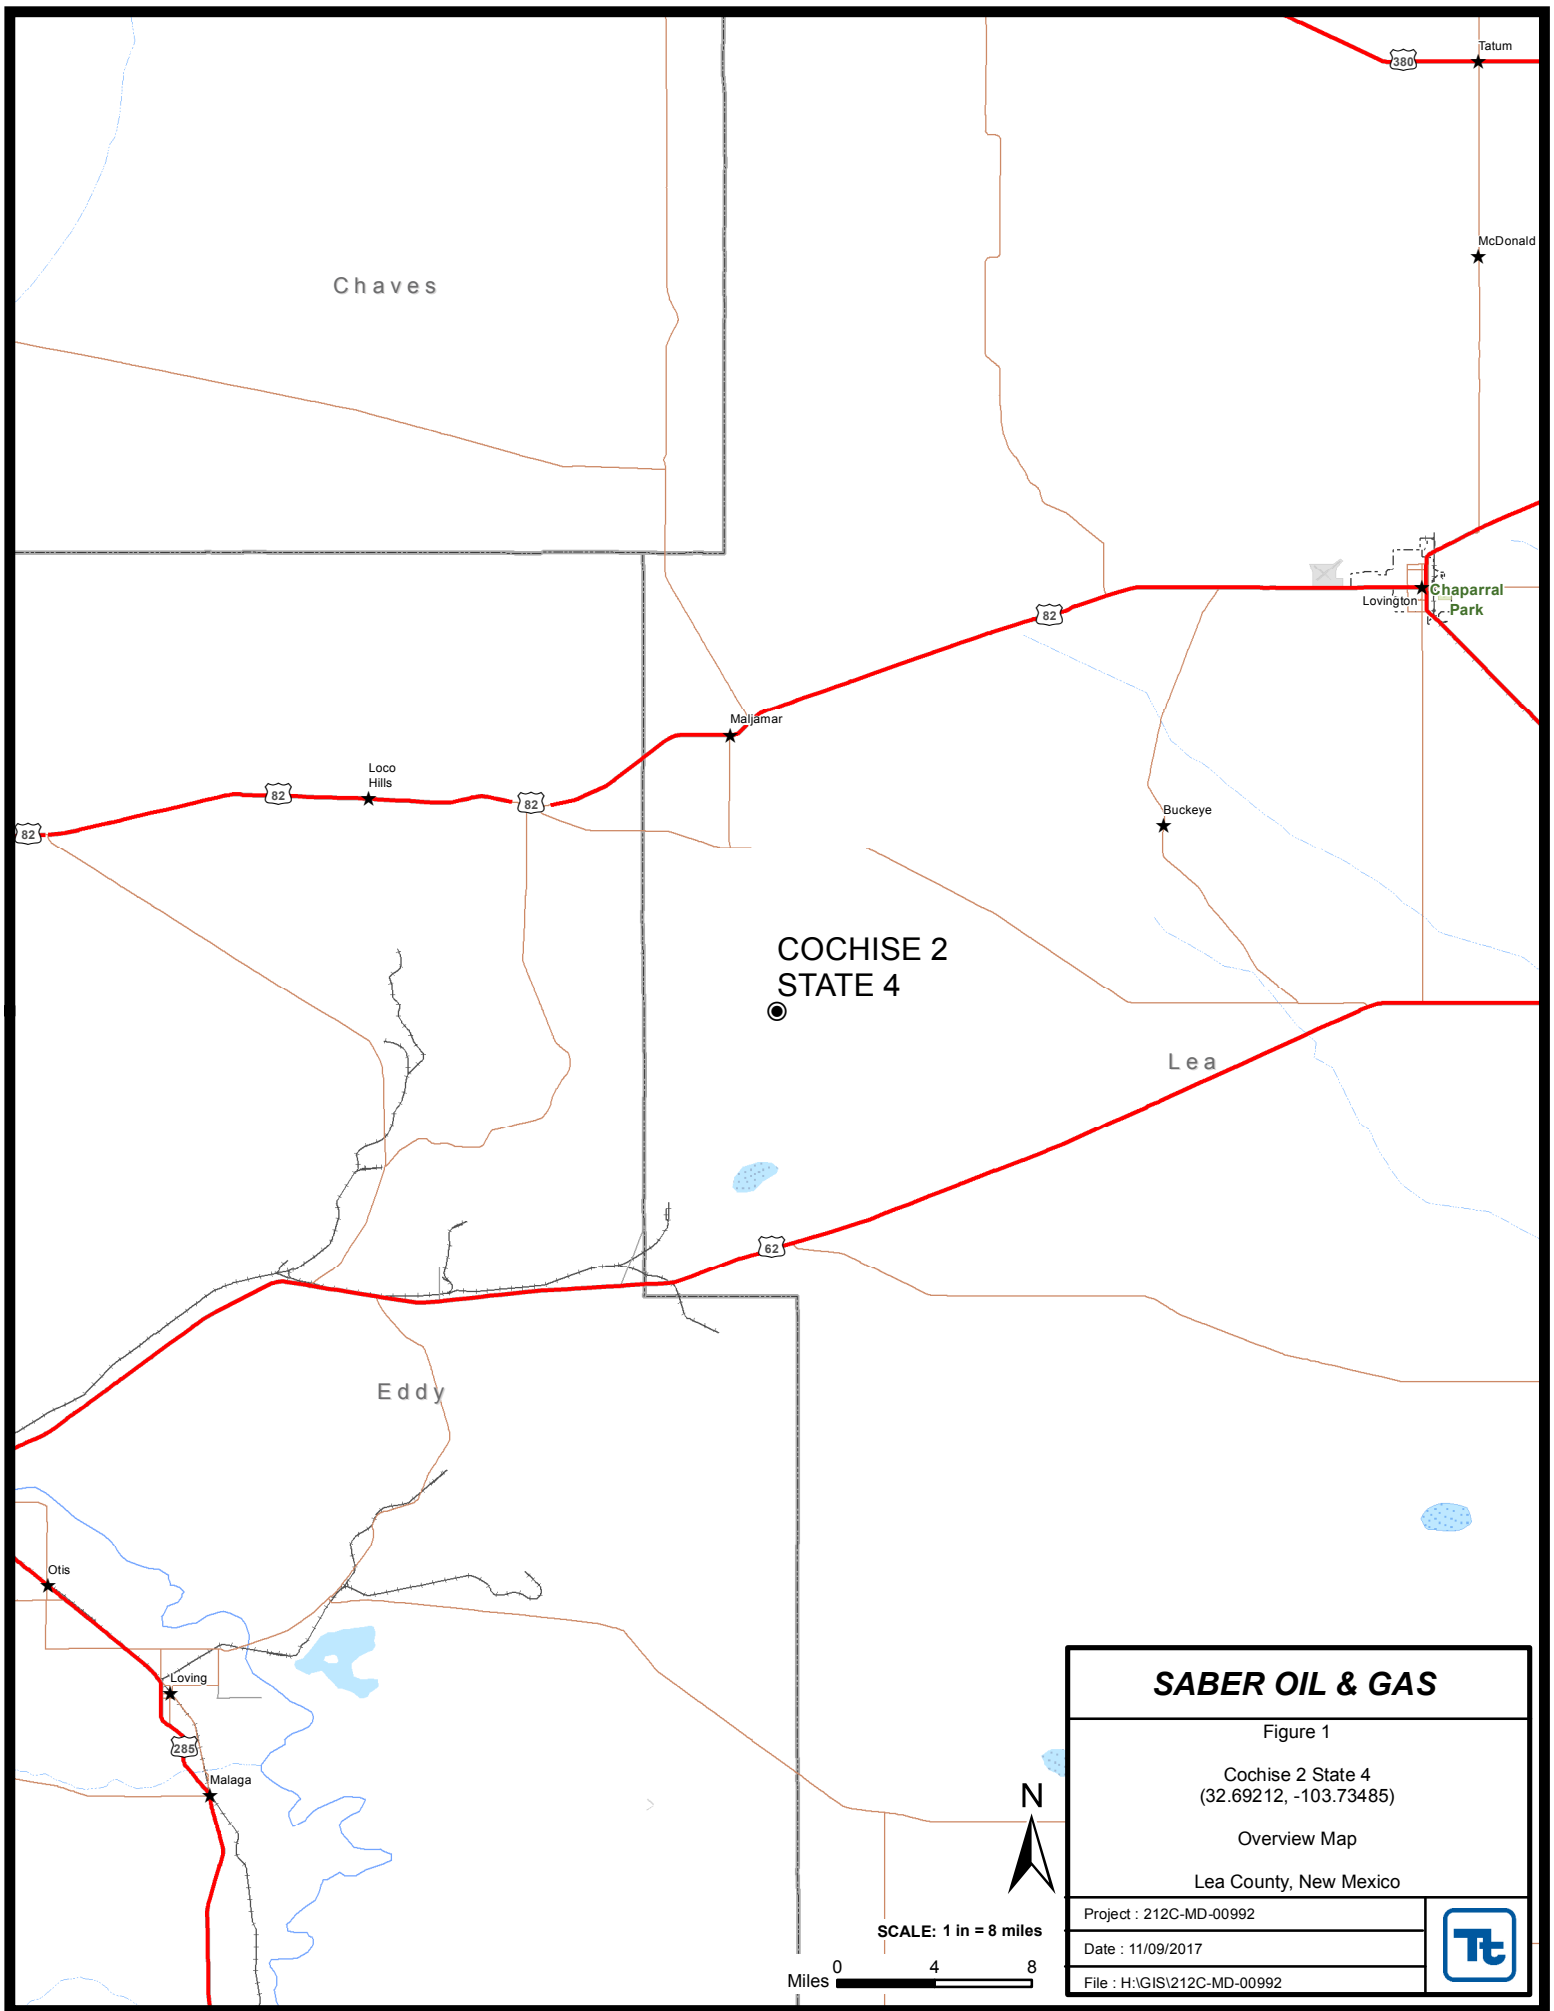 380
Tatum
McDonald
Chaves
Chaparral
Park
Lovington
82
Maljamar
Loco
Hills
82
82
82
Buckeye
COCHISE 2
STATE 4
Lea
62
Eddy
Otis
Loving
285
Malaga
N
SCALE: 1 in = 8 miles
0 4 8
Miles
SABER OIL & GAS
Figure 1
Cochise 2 State 4
(32.69212, -103.73485)
Overview Map
Lea County, New Mexico
Project : 212C-MD-00992
Date : 11/09/2017
File : H:\GIS\212C-MD-00992
Tt